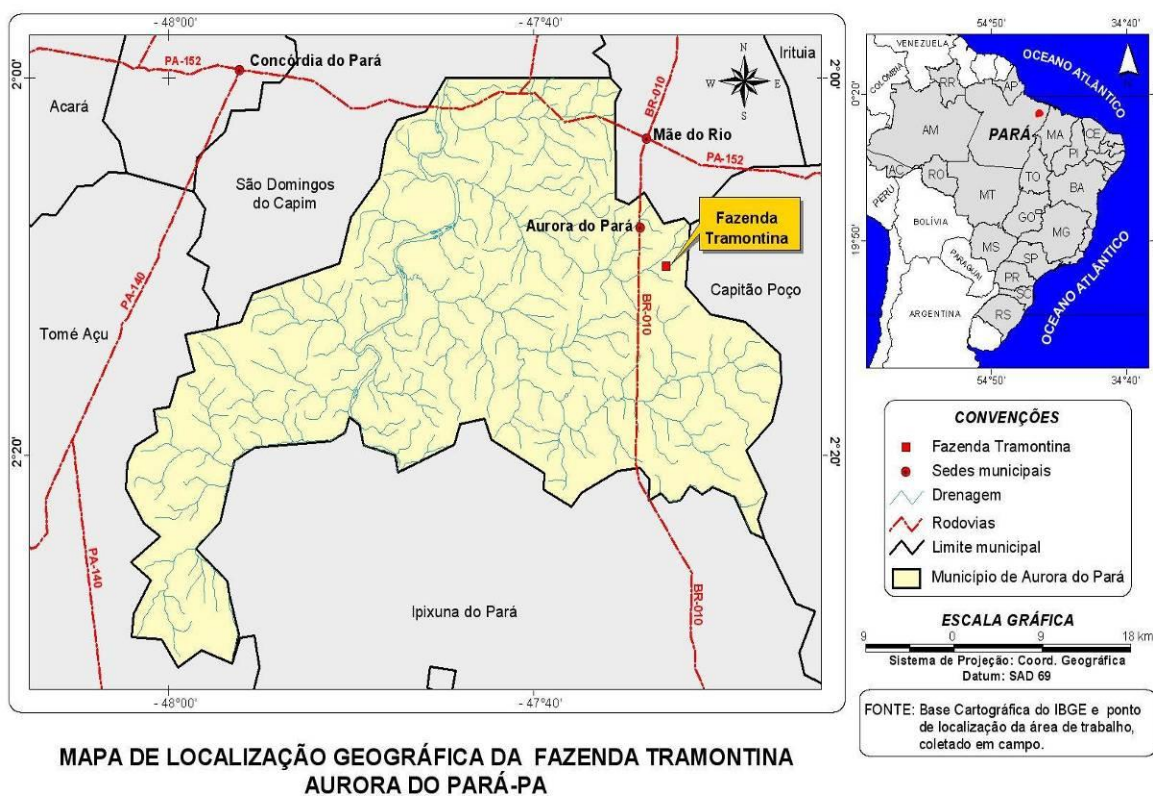 - 48°00'
- 47°40'
2°00'
2°00'
2°20'
2°20'
- 48°00'
- 47°40'
PA-152
Concórdia do Pará
Irituia
N
W
E
S
BR-010
Acará
Mãe do Rio
PA-152
São Domingos
do Capim
Aurora do Pará
Fazenda
Tramontina
PA-140
BR-010
Capitão Poço
Tomé Açu
PA-140
BR-010
Ipixuna do Pará
54°50'
34°40'
VENEZUELA
COLOMBIA
OCEANO ATLÂNTICO
RR
AP
0°20'
AM
PARÁ
MA
CE
PI
AC
RO
TO
PERU
MT
BA
BOLÍVIA
GO
19°50'
MG
MS
SP
PARAGUAI
PR
SC
ARGENTINA
RS
OCEANO ATLÂNTICO
54°50'
34°40'
CONVENÇÕES
Fazenda Tramontina
Sedes municipais
Drenagem
Rodovias
Limite municipal
Município de Aurora do Pará
ESCALA GRÁFICA
9 0 9 18 km
Sistema de Projeção: Coord. Geográfica
Datum: SAD 69
FONTE: Base Cartográfica do IBGE e ponto
de localização da área de trabalho,
coletado em campo.
MAPA DE LOCALIZAÇÃO GEOGRÁFICA DA FAZENDA TRAMONTINA
AURORA DO PARÁ-PA